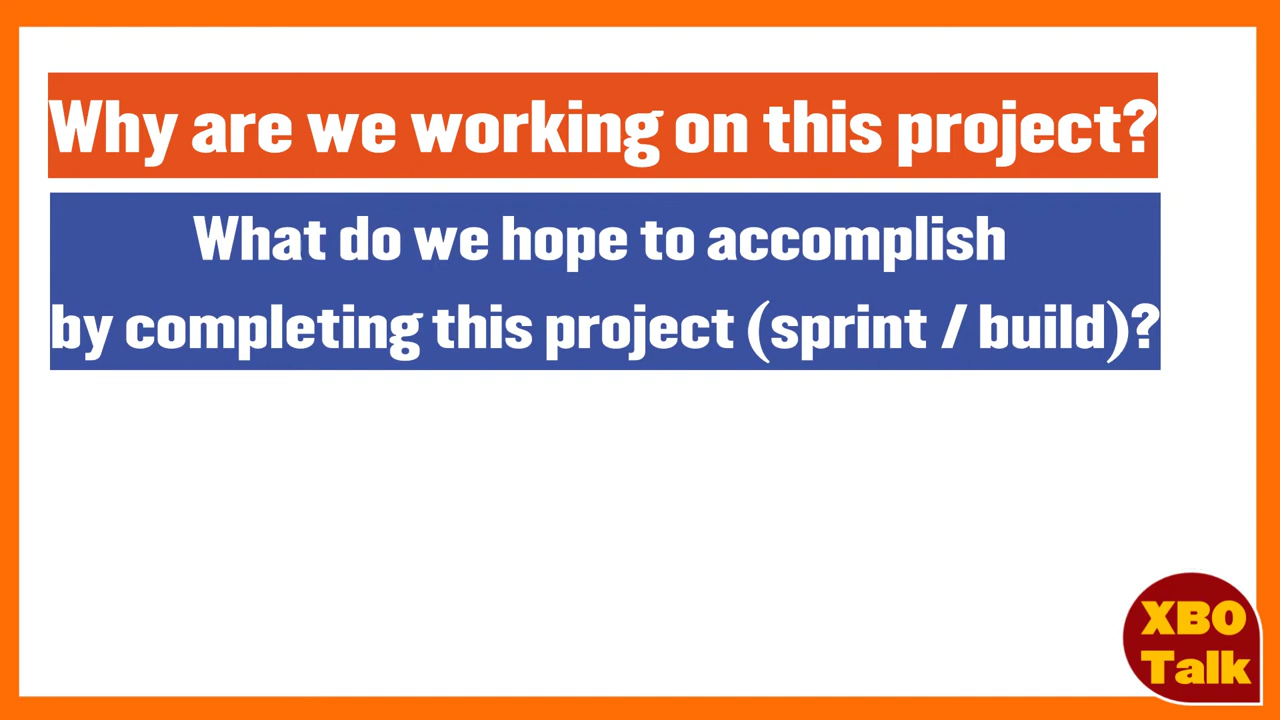 Why are we working on this project?
What do we hope to accomplish
by completing this project (sprint / build)?
XBO
Talk